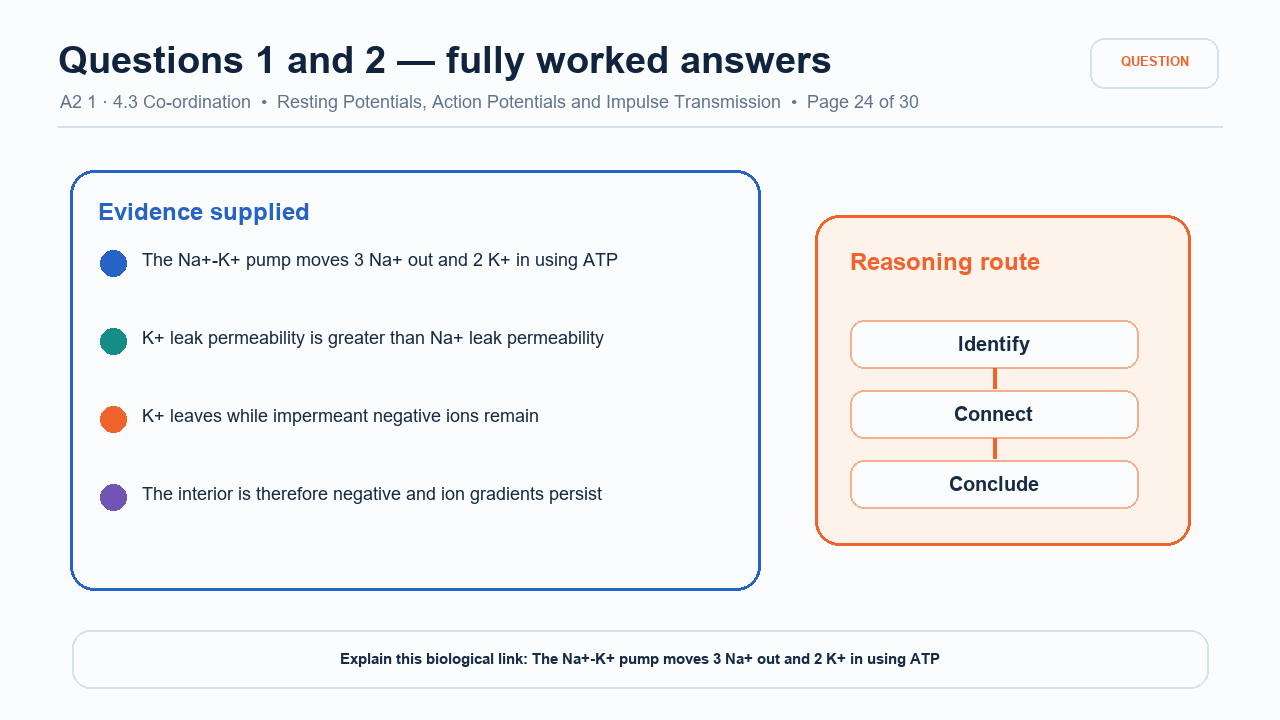 Questions 1 and 2 — fully worked answers
QUESTION
A2 1 · 4.3 Co-ordination • Resting Potentials, Action Potentials and Impulse Transmission • Page 24 of 30
Evidence supplied
The Na+-K+ pump moves 3 Na+ out and 2 K+ in using ATP
K+ leak permeability is greater than Na+ leak permeability
K+ leaves while impermeant negative ions remain
The interior is therefore negative and ion gradients persist
Reasoning route
Identify
Connect
Conclude
Explain this biological link: The Na+-K+ pump moves 3 Na+ out and 2 K+ in using ATP